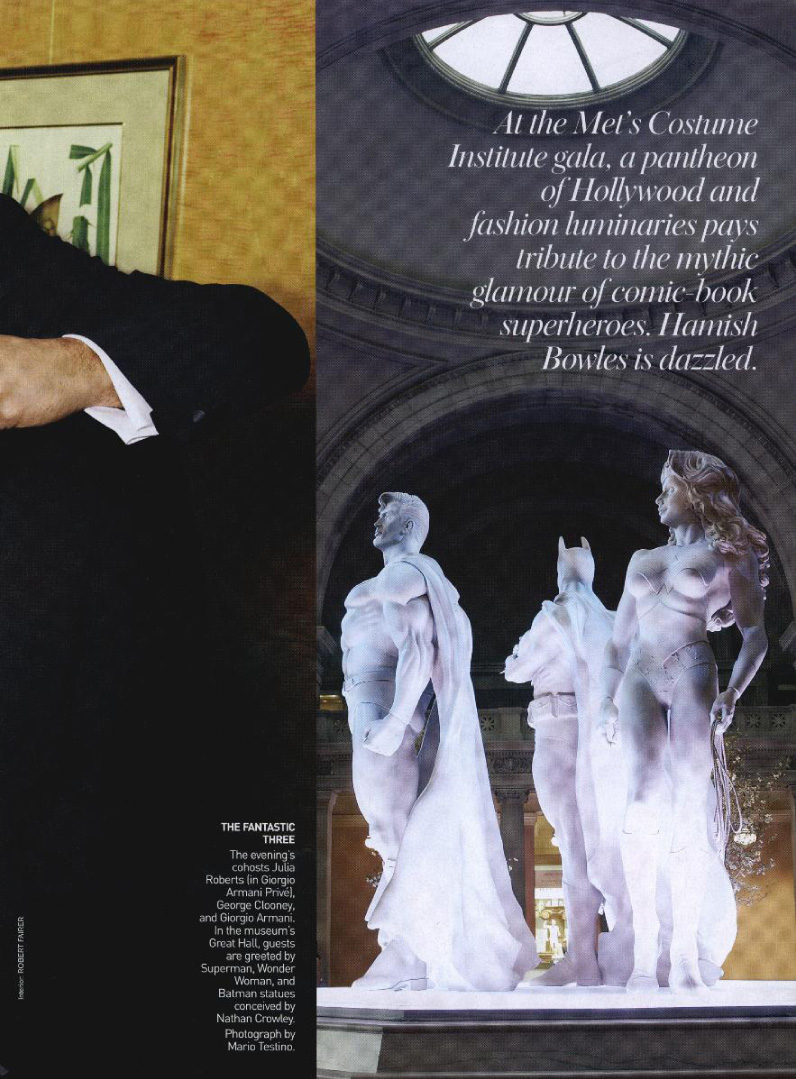 At the Met's Costume
Institute gala, a pantheon
of Hollywood and
fashion luminaries pays
tribute to the mythic
glamour of comic-book
superheroes. Hamish
Bowles is dazzled.
THE FANTASTIC
THREE
The evening's
cohosts Julia
Roberts (in Giorgio
Armani Privé),
George Clooney,
and Giorgio Armani.
In the museum's
Great Hall, guests
are greeted by
Superman, Wonder
Woman, and
Batman statues
conceived by
Nathan Crowley.
Photograph by
Mario Testino.
Interior: ROBERT FAIRER